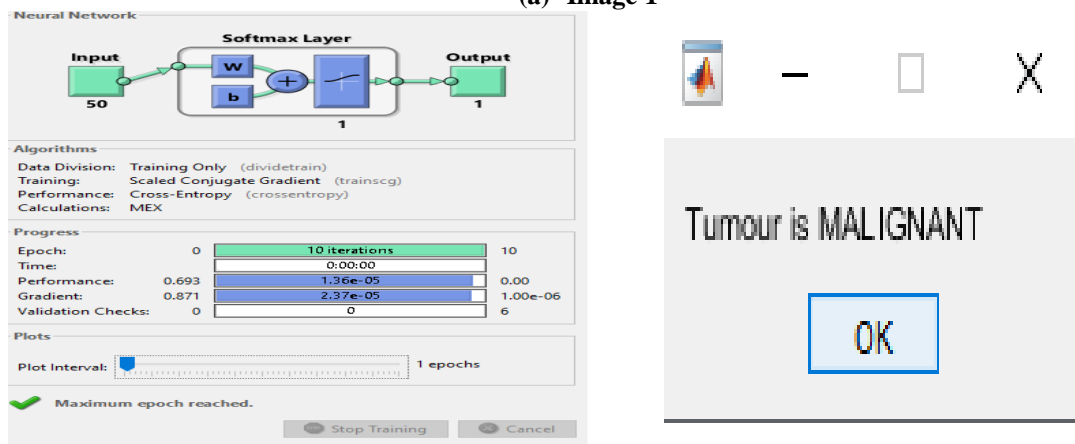 (a) Image 1
Neural Network
Softmax Layer
Input
Output
W
+
b
50
1
1
Algorithms
Data Division: Training Only (dividetrain)
Training: Scaled Conjugate Gradient (trainscg)
Performance: Cross-Entropy (crossentropy)
Calculations: MEX
Progress
Epoch: 0 10 iterations 10
Time: 0:00:00
Performance: 0.693 1.36e-05 0.00
Gradient: 0.871 2.37e-05 1.00e-06
Validation Checks: 0 0 6
Plots
Plot Interval: 1 epochs
Maximum epoch reached.
Stop Training Cancel
Tumour is MALIGNANT
OK